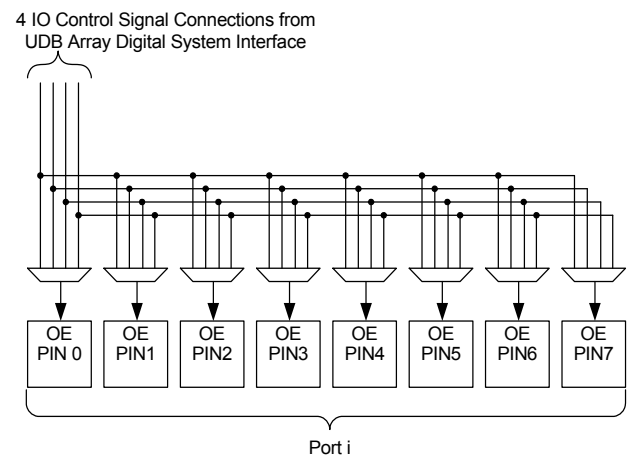 4 IO Control Signal Connections from
UDB Array Digital System Interface
OE
PIN 0
OE
PIN1
OE
PIN2
OE
PIN3
OE
PIN4
OE
PIN5
OE
PIN6
OE
PIN7
Port i